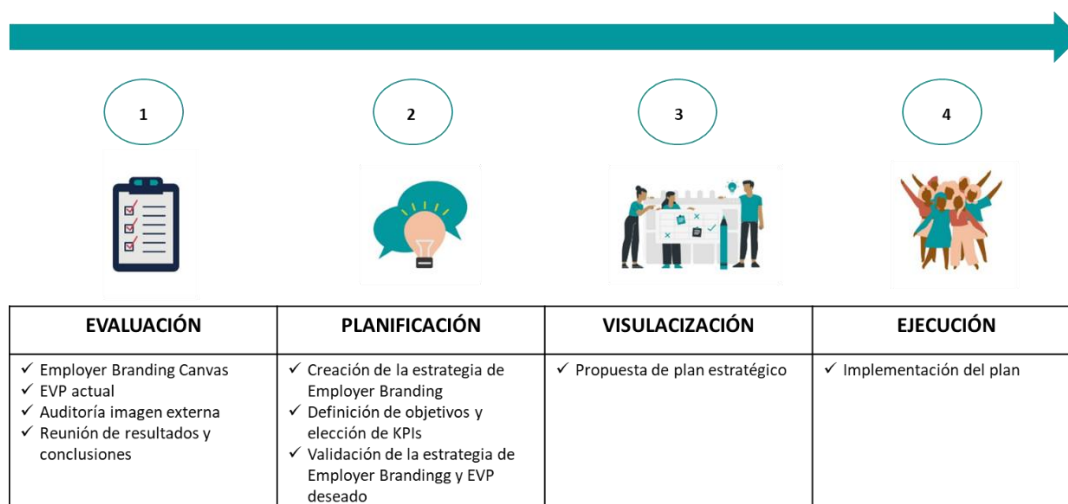 1
2
3
4
EVALUACIÓN
PLANIFICACIÓN
VISULACIZACIÓN
EJECUCIÓN
✓ Employer Branding Canvas
✓ EVP actual
✓ Auditoría imagen externa
✓ Reunión de resultados y
conclusiones
✓ Creación de la estrategia de
Employer Branding
✓ Definición de objetivos y
elección de KPIs
✓ Validación de la estrategia de
Employer Brandingg y EVP
deseado
✓ Propuesta de plan estratégico
✓ Implementación del plan